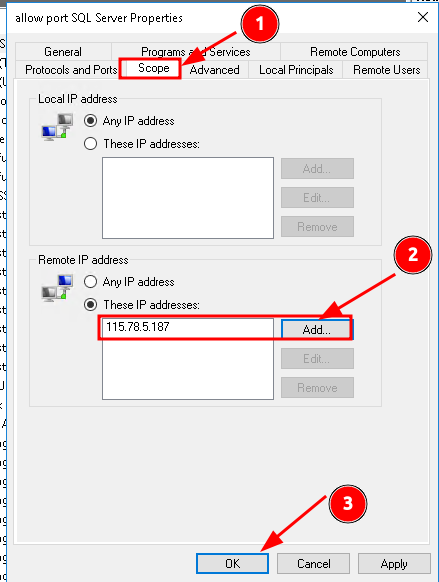 allow port SQL Server Properties
1
General Programs and Services Remote Computers
Protocols and Ports Scope Advanced Local Principals Remote Users
Local IP address
Any IP address
These IP addresses:
Add...
Edit...
Remove
2
Remote IP address
Any IP address
These IP addresses:
115.78.5.187 Add...
Edit...
Remove
3
OK Cancel Apply